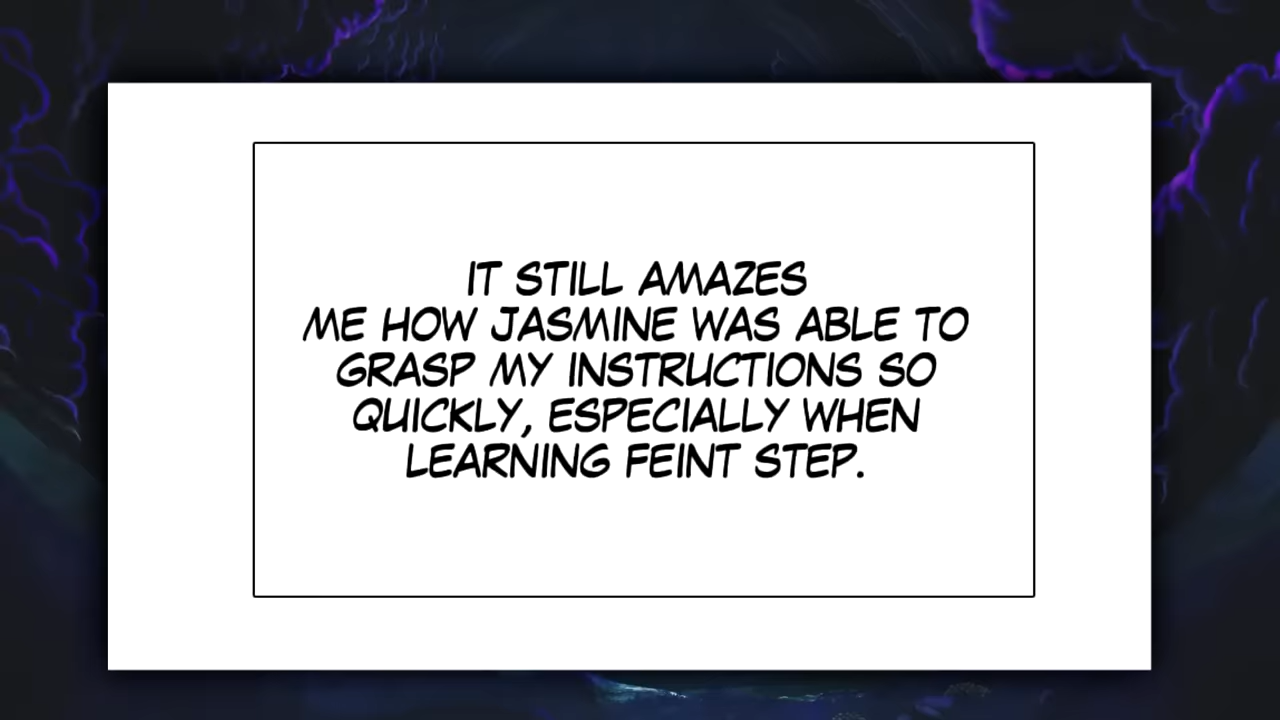 IT STILL AMAZES
ME HOW JASMINE WAS ABLE TO
GRASP MY INSTRUCTIONS SO
QUICKLY, ESPECIALLY WHEN
LEARNING FEINT STEP.